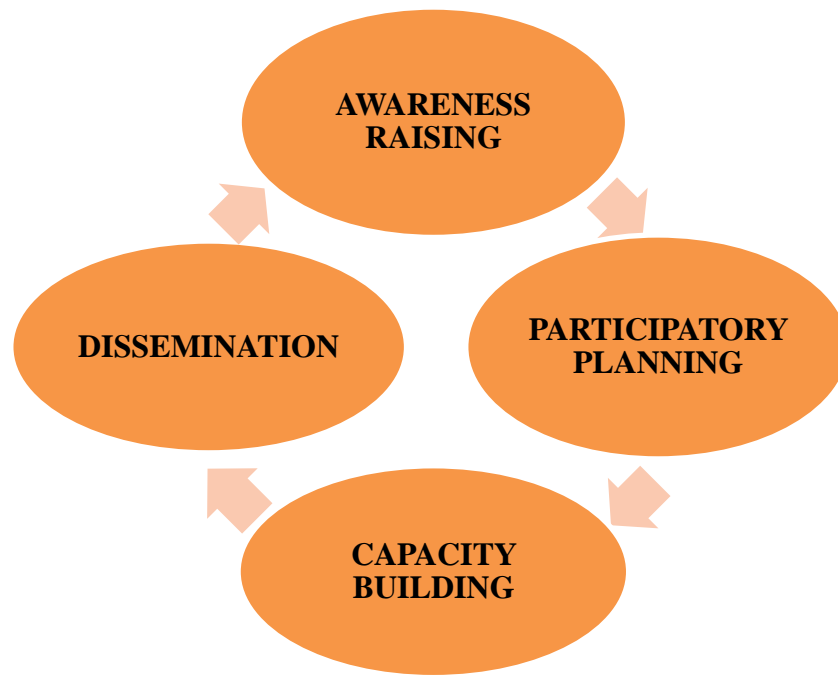 AWARENESS
RAISING
PARTICIPATORY
PLANNING
CAPACITY
BUILDING
DISSEMINATION